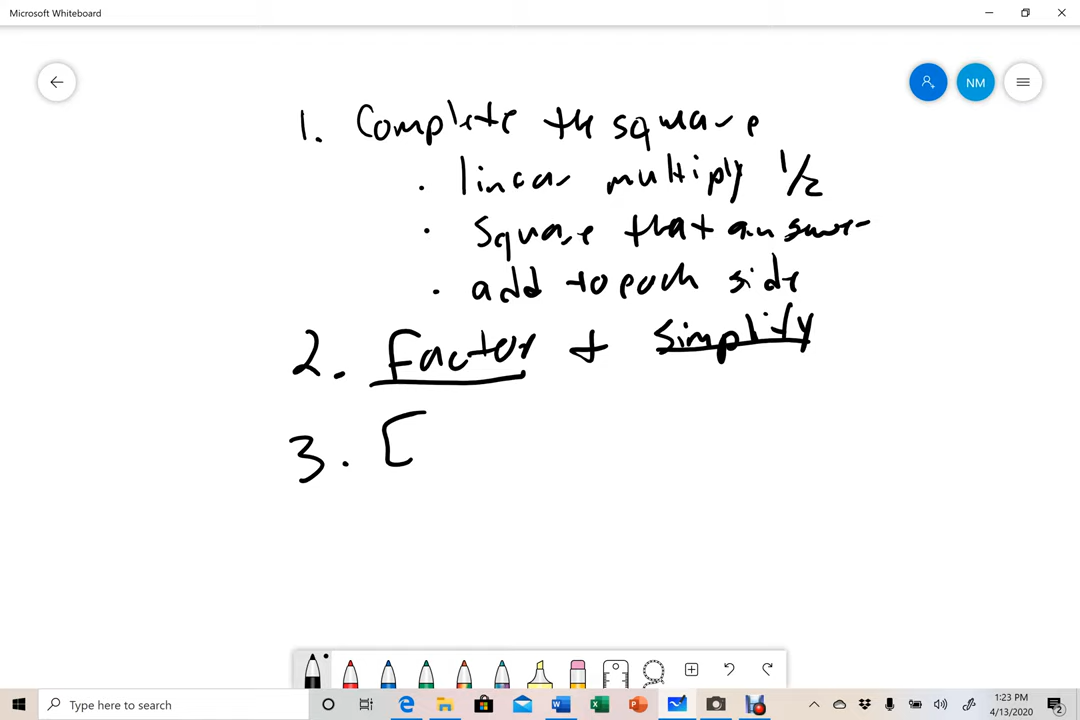 Microsoft Whiteboard
NM
1. Complete the square
· linear multiply 1/2
· square that answer
· add to each side
2. Factor + simplify
3. [
Type here to search
1:23 PM
4/13/2020
2